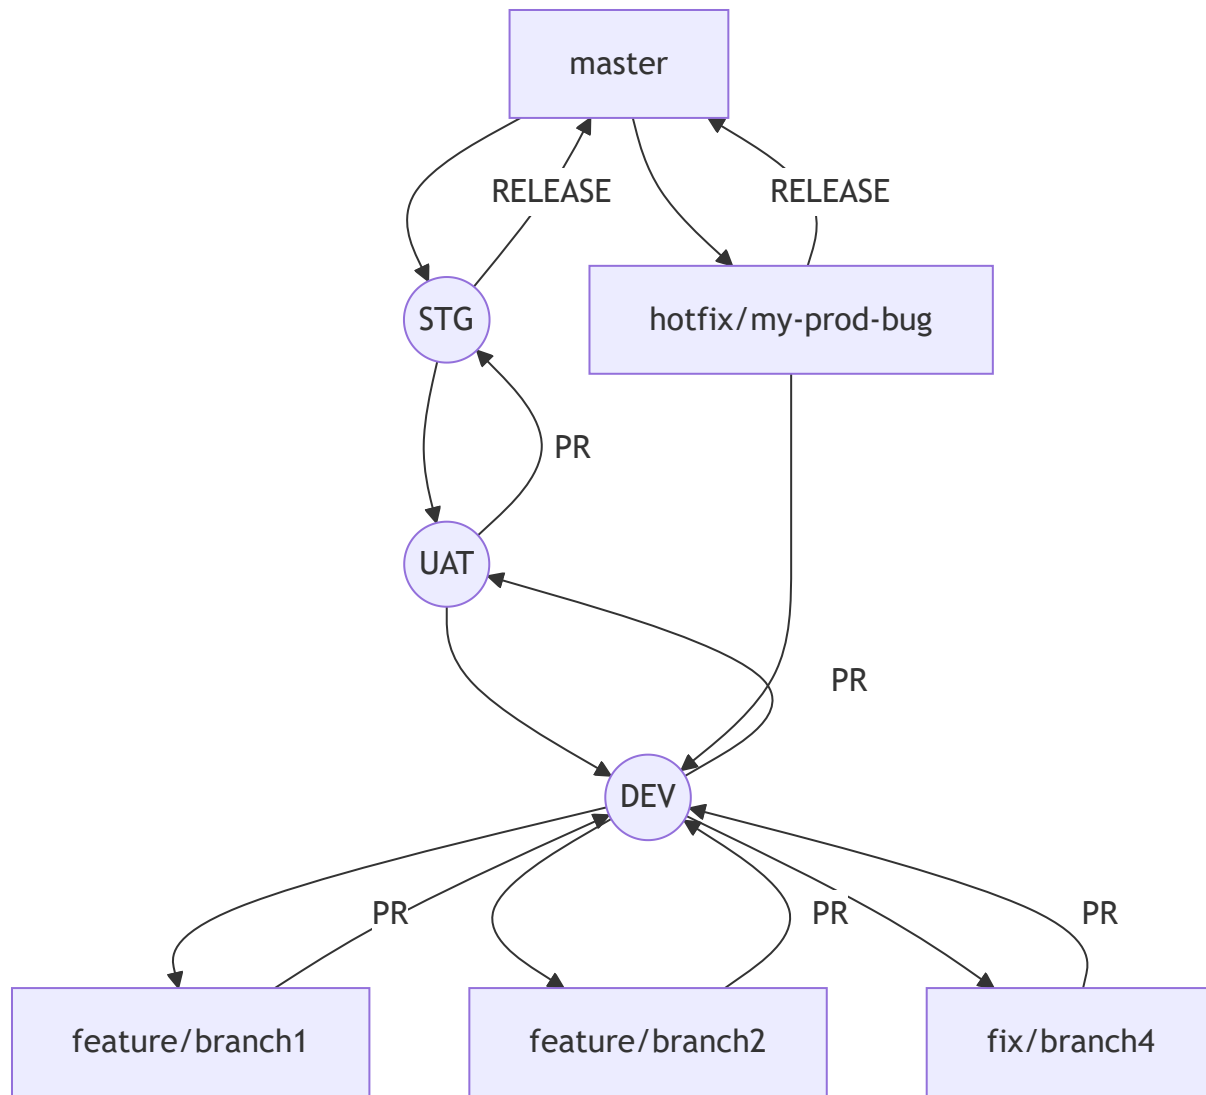 master
RELEASE
RELEASE
STG
hotfix/my-prod-bug
PR
UAT
PR
DEV
PR
PR
PR
feature/branch1
feature/branch2
fix/branch4